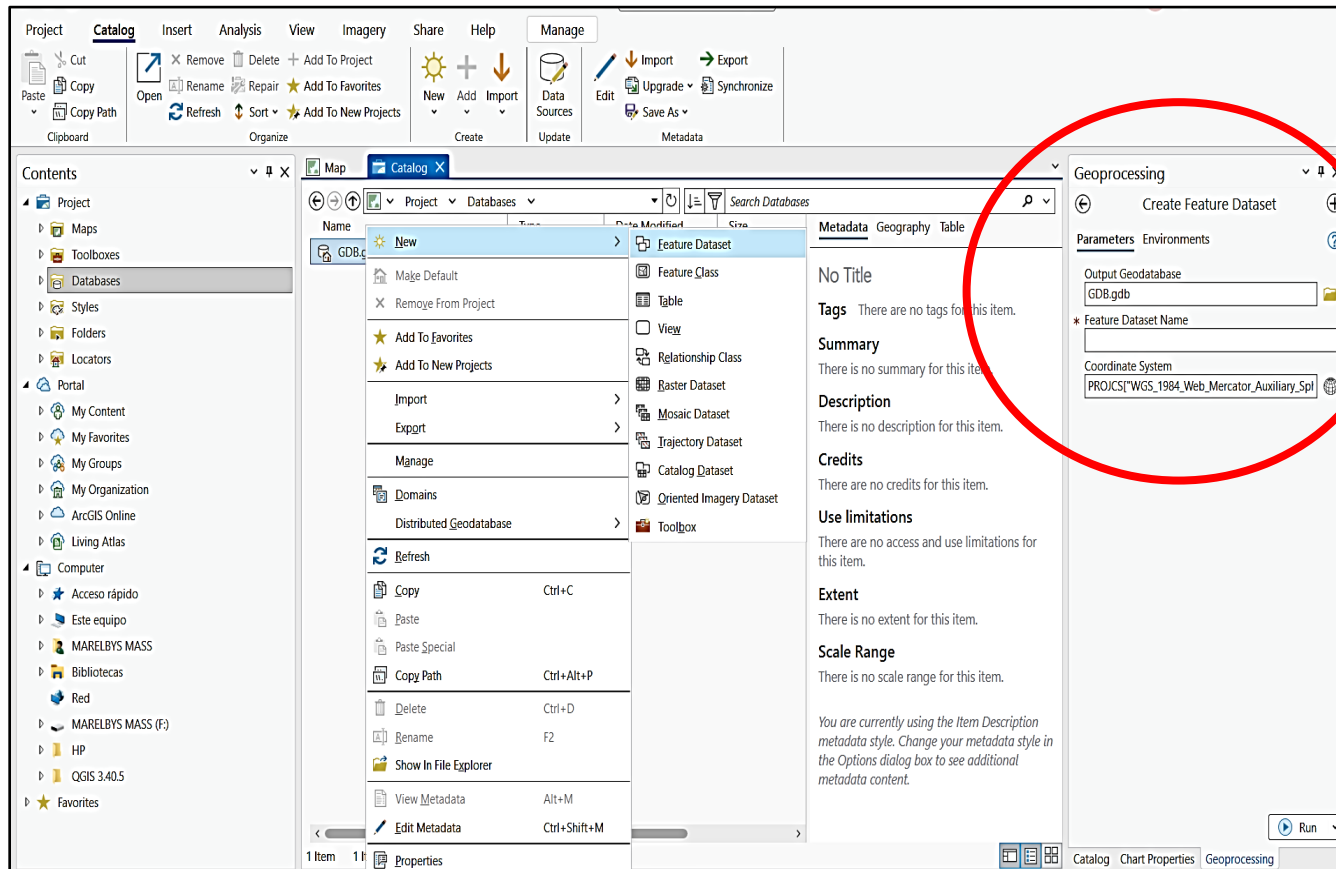 Project Catalog Insert Analysis View Imagery Share Help Manage
Paste
Cut
Copy
Copy Path
Clipboard
Open
Remove Delete Add To Project
Rename Repair Add To Favorites
Refresh Sort Add To New Projects
Organize
New Add Import
Create
Data
Sources
Update
Edit
Import Export
Upgrade Synchronize
Save As
Metadata
Contents
Project
Maps
Toolboxes
Databases
Styles
Folders
Locators
Portal
My Content
My Favorites
My Groups
My Organization
ArcGIS Online
Living Atlas
Computer
Acceso rápido
Este equipo
MARELBYS MASS
Bibliotecas
Red
MARELBYS MASS (F:)
HP
QGIS 3.40.5
Favorites
Map Catalog X
Project Databases Search Databases
Name Type Date Modified Size
GDB.g
New
Make Default
Remove From Project
Add To Favorites
Add To New Projects
Import
Export
Manage
Domains
Distributed Geodatabase
Refresh
Copy Ctrl+C
Paste
Paste Special
Copy Path Ctrl+Alt+P
Delete Ctrl+D
Rename F2
Show In File Explorer
View Metadata Alt+M
Edit Metadata Ctrl+Shift+M
Properties
Feature Dataset
Feature Class
Table
View
Relationship Class
Raster Dataset
Mosaic Dataset
Trajectory Dataset
Catalog Dataset
Oriented Imagery Dataset
Toolbox
1 Item
Metadata Geography Table
No Title
Tags There are no tags for this item.
Summary
There is no summary for this item.
Description
There is no description for this item.
Credits
There are no credits for this item.
Use limitations
There are no access and use limitations for
this item.
Extent
There is no extent for this item.
Scale Range
There is no scale range for this item.
You are currently using the Item Description
metadata style. Change your metadata style in
the Options dialog box to see additional
metadata content.
Geoprocessing
Create Feature Dataset
Parameters Environments
Output Geodatabase
GDB.gdb
* Feature Dataset Name
Coordinate System
PROJCS["WGS_1984_Web_Mercator_Auxiliary_Spl
Run
Catalog Chart Properties Geoprocessing